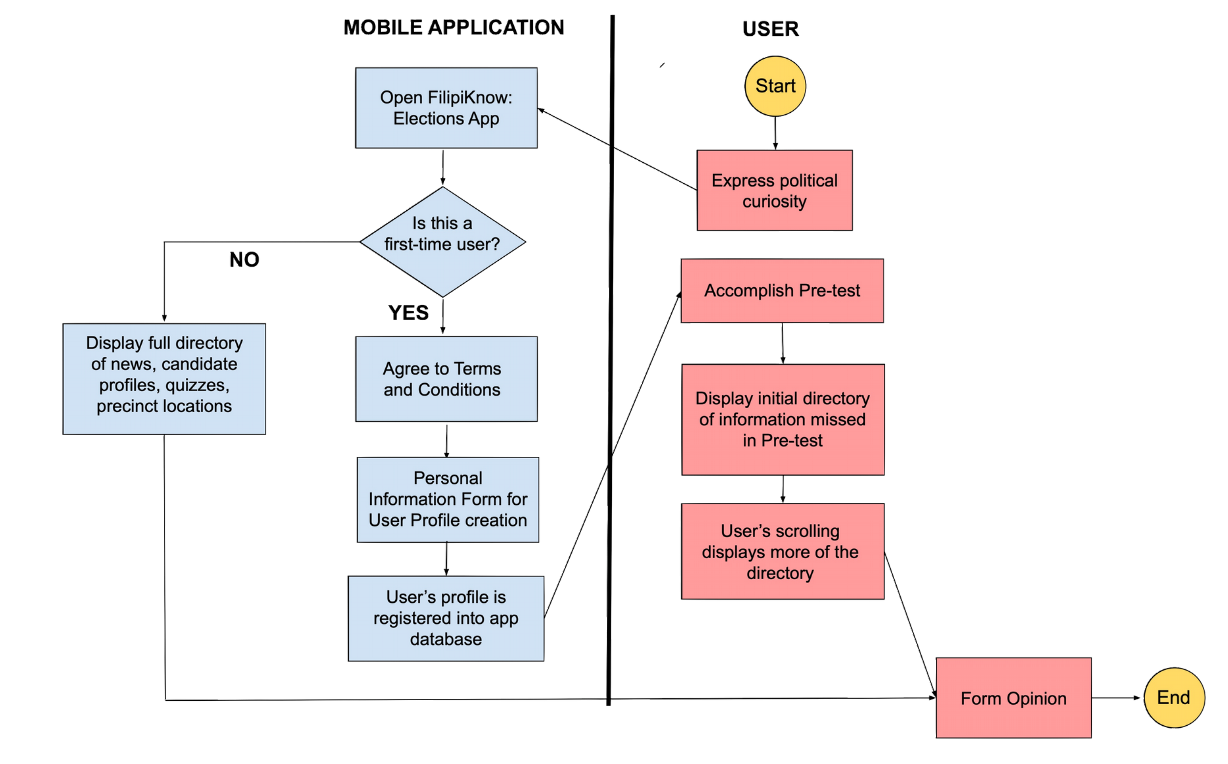 MOBILE APPLICATION
USER
Start
Express political
curiosity
Open FilipiKnow:
Elections App
Is this a
first-time user?
NO
YES
Display full directory
of news, candidate
profiles, quizzes,
precinct locations
Agree to Terms
and Conditions
Personal
Information Form for
User Profile creation
User's profile is
registered into app
database
Accomplish Pre-test
Display initial directory
of information missed
in Pre-test
User's scrolling
displays more of the
directory
Form Opinion
End